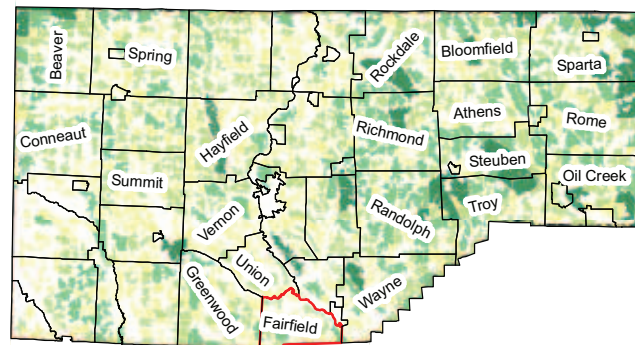 Beaver
Spring
Rockdale
Bloomfield
Sparta
Conneaut
Hayfield
Richmond
Athens
Rome
Summit
Steuben
Oil Creek
Vernon
Randolph
Troy
Greenwood
Union
Wayne
Fairfield